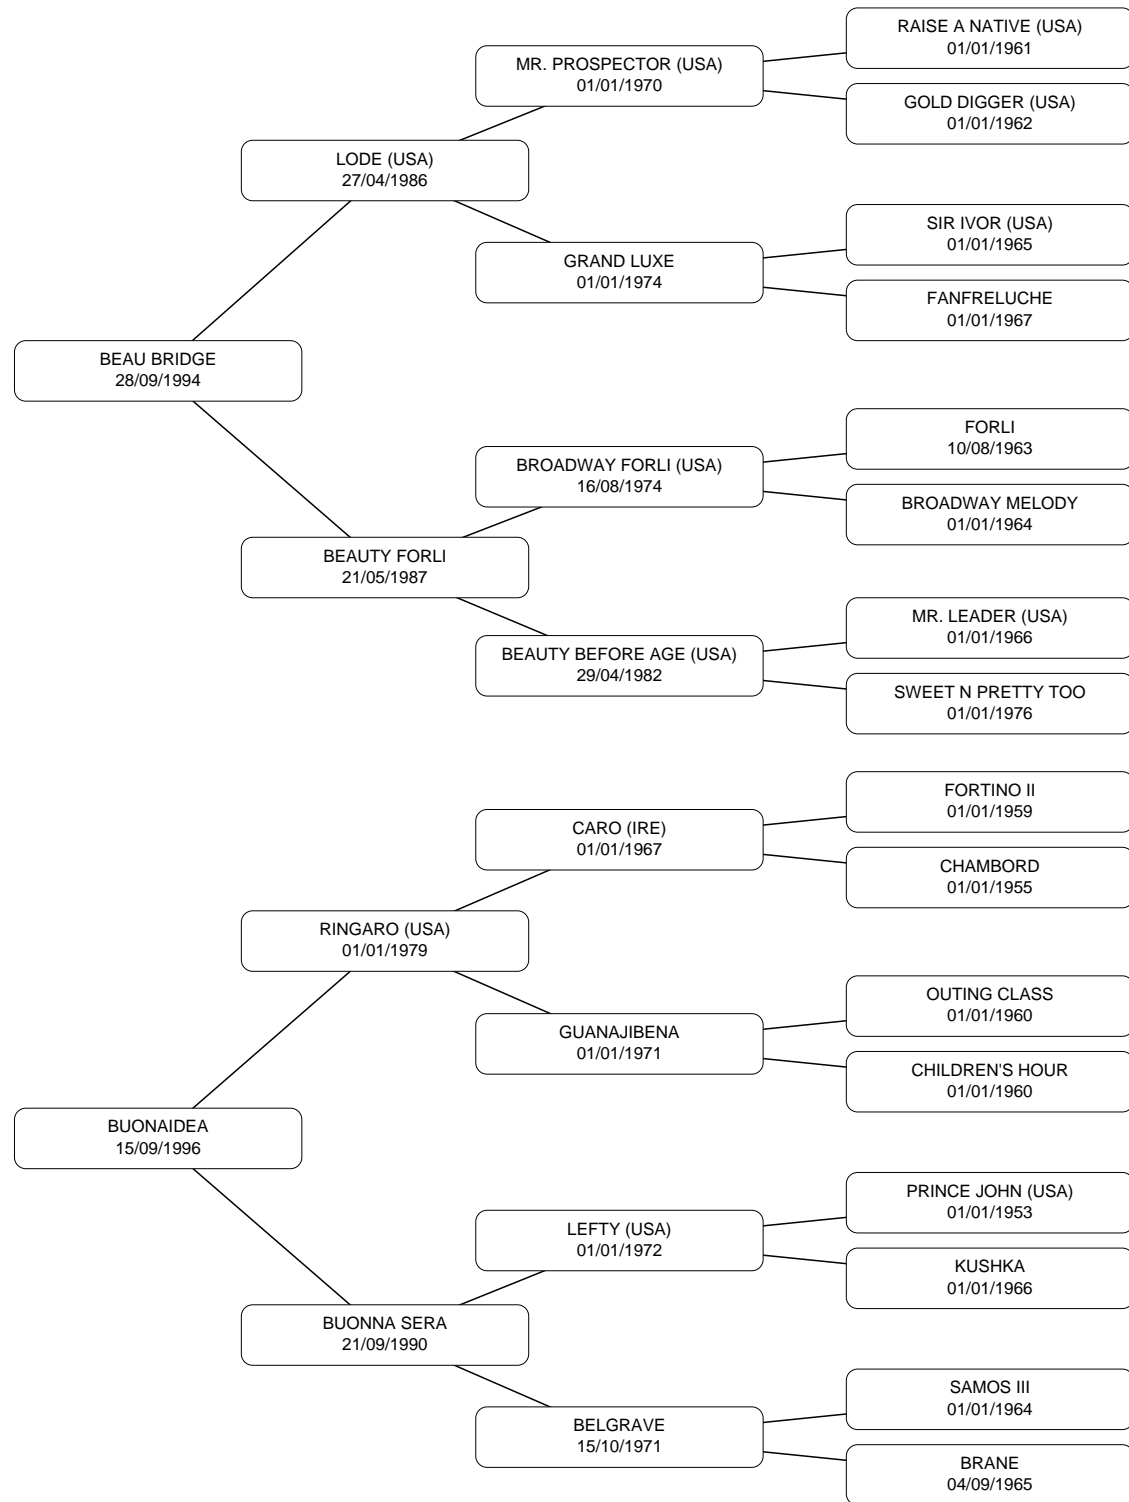 RAISE A NATIVE (USA)
01/01/1961
MR. PROSPECTOR (USA)
01/01/1970
GOLD DIGGER (USA)
01/01/1962
LODE (USA)
27/04/1986
SIR IVOR (USA)
01/01/1965
GRAND LUXE
01/01/1974
FANFRELUCHE
01/01/1967
BEAU BRIDGE
28/09/1994
FORLI
10/08/1963
BROADWAY FORLI (USA)
16/08/1974
BROADWAY MELODY
01/01/1964
BEAUTY FORLI
21/05/1987
MR. LEADER (USA)
01/01/1966
BEAUTY BEFORE AGE (USA)
29/04/1982
SWEET N PRETTY TOO
01/01/1976
FORTINO II
01/01/1959
CARO (IRE)
01/01/1967
CHAMBORD
01/01/1955
RINGARO (USA)
01/01/1979
OUTING CLASS
01/01/1960
GUANAJIBENA
01/01/1971
CHILDREN'S HOUR
01/01/1960
BUONAIDEA
15/09/1996
PRINCE JOHN (USA)
01/01/1953
LEFTY (USA)
01/01/1972
KUSHKA
01/01/1966
BUONNA SERA
21/09/1990
SAMOS III
01/01/1964
BELGRAVE
15/10/1971
BRANE
04/09/1965